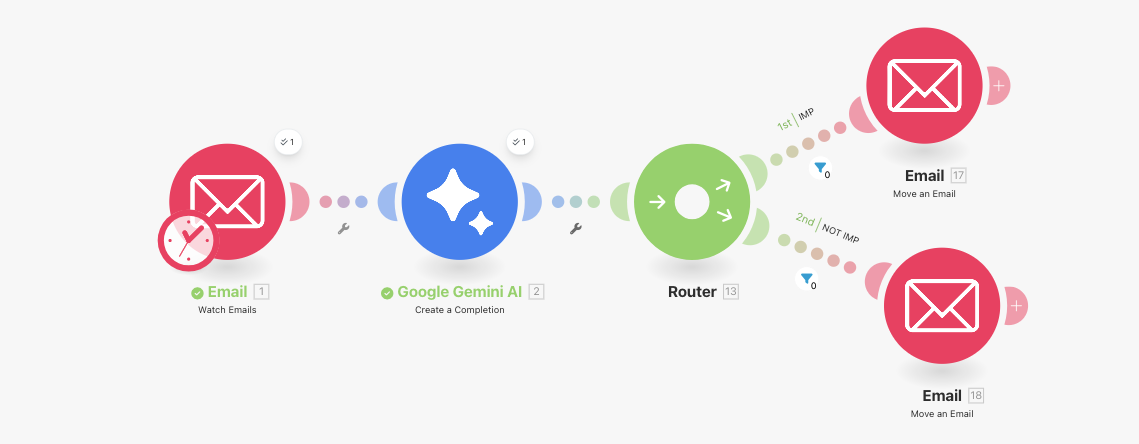 1
1
Email 1
Watch Emails
Google Gemini AI 2
Create a Completion
Router 13
1st | IMP
0
Email 17
Move an Email
2nd | NOT IMP
0
Email 18
Move an Email